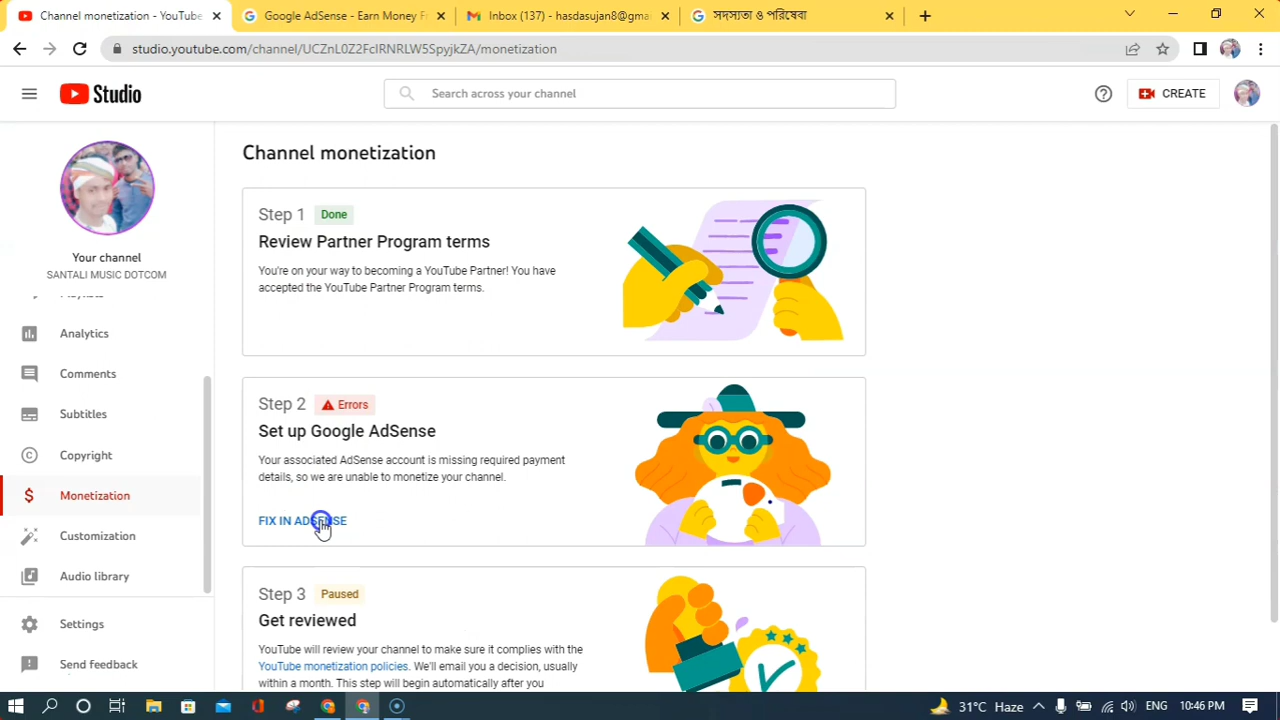 Channel monetization - YouTube
Google AdSense - Earn Money F
Inbox (137) - hasdasujan8@gma
সদস্যতা ও পরিষেবা
studio.youtube.com/channel/UCZnL0Z2FcIRNRLW5SpyjkZA/monetization
Studio
Search across your channel
CREATE
Your channel
SANTALI MUSIC DOTCOM
Playlists
Analytics
Comments
Subtitles
Copyright
Monetization
Customization
Audio library
Settings
Send feedback
Channel monetization
Step 1 Done
Review Partner Program terms
You're on your way to becoming a YouTube Partner! You have
accepted the YouTube Partner Program terms.
Step 2 Errors
Set up Google AdSense
Your associated AdSense account is missing required payment
details, so we are unable to monetize your channel.
FIX IN ADSENSE
Step 3 Paused
Get reviewed
YouTube will review your channel to make sure it complies with the
YouTube monetization policies. We'll email you a decision, usually
within a month. This step will begin automatically after you
31°C Haze
ENG
10:46 PM